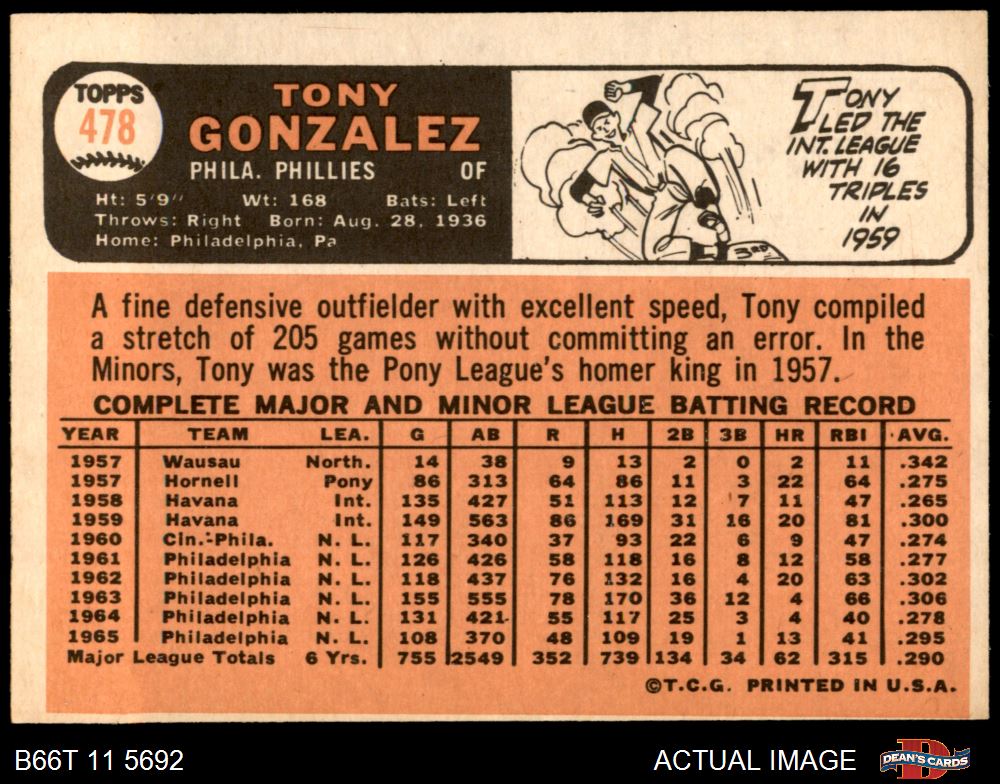 TOPPS
478
TONY
GONZALEZ
PHILA. PHILLIES OF
Ht: 5'9" Wt: 168 Bats: Left
Throws: Right Born: Aug. 28, 1936
Home: Philadelphia, Pa
TONY
LED THE
INT. LEAGUE
WITH 16
TRIPLES
IN
1959
3RD
A fine defensive outfielder with excellent speed, Tony compiled
a stretch of 205 games without committing an error. In the
Minors, Tony was the Pony League's homer king in 1957.
COMPLETE MAJOR AND MINOR LEAGUE BATTING RECORD
YEAR TEAM LEA. G AB R H 2B 3B HR RBI AVG.
1957 Wausau North. 14 38 9 13 2 0 2 11 .342
1957 Hornell Pony 86 313 64 86 11 3 22 64 .275
1958 Havana Int. 135 427 51 113 12 7 11 47 .265
1959 Havana Int. 149 563 86 169 31 16 20 81 .300
1960 Cin.-Phila. N. L. 117 340 37 93 22 6 9 47 .274
1961 Philadelphia N. L. 126 426 58 118 16 8 12 58 .277
1962 Philadelphia N. L. 118 437 76 132 16 4 20 63 .302
1963 Philadelphia N. L. 155 555 78 170 36 12 4 66 .306
1964 Philadelphia N. L. 131 421 55 117 25 3 4 40 .278
1965 Philadelphia N. L. 108 370 48 109 19 1 13 41 .295
Major League Totals 6 Yrs. 755 2549 352 739 134 34 62 315 .290
©T.C.G. PRINTED IN U.S.A.
B66T 11 5692 ACTUAL IMAGE DEAN'S CARDS